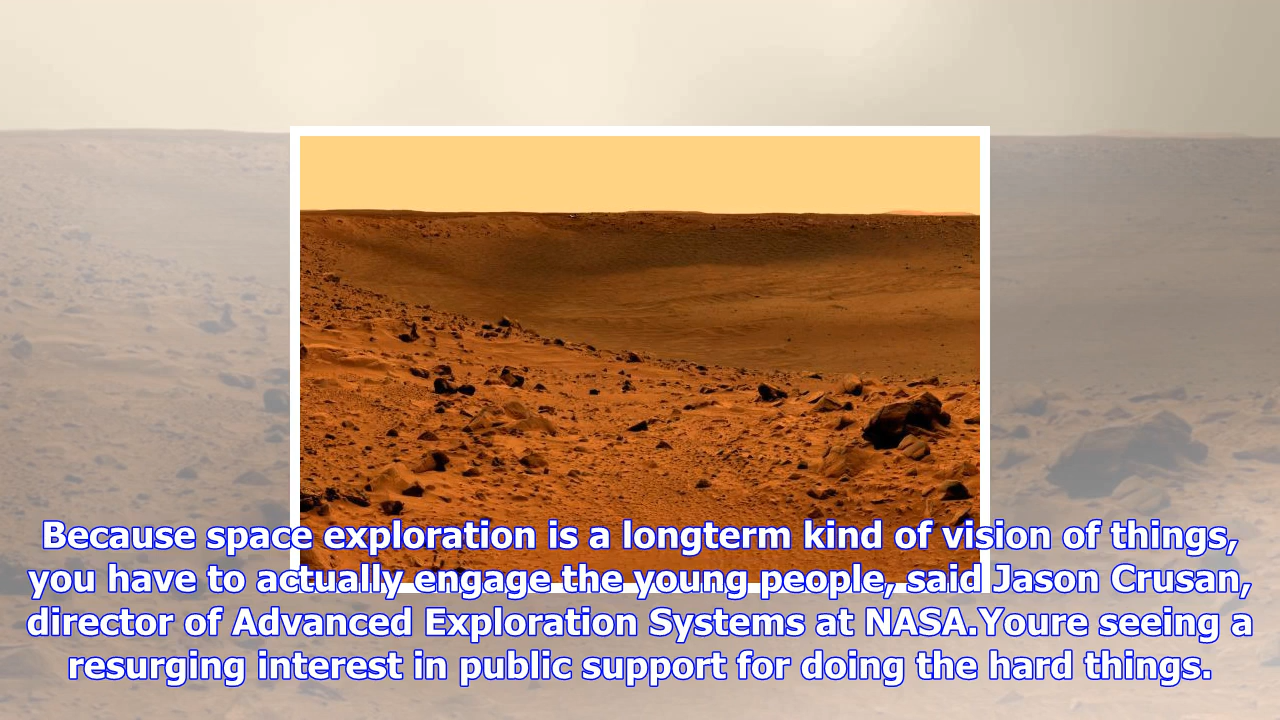 Because space exploration is a longterm kind of vision of things,
you have to actually engage the young people, said Jason Crusan,
director of Advanced Exploration Systems at NASA.Youre seeing a
resurging interest in public support for doing the hard things.